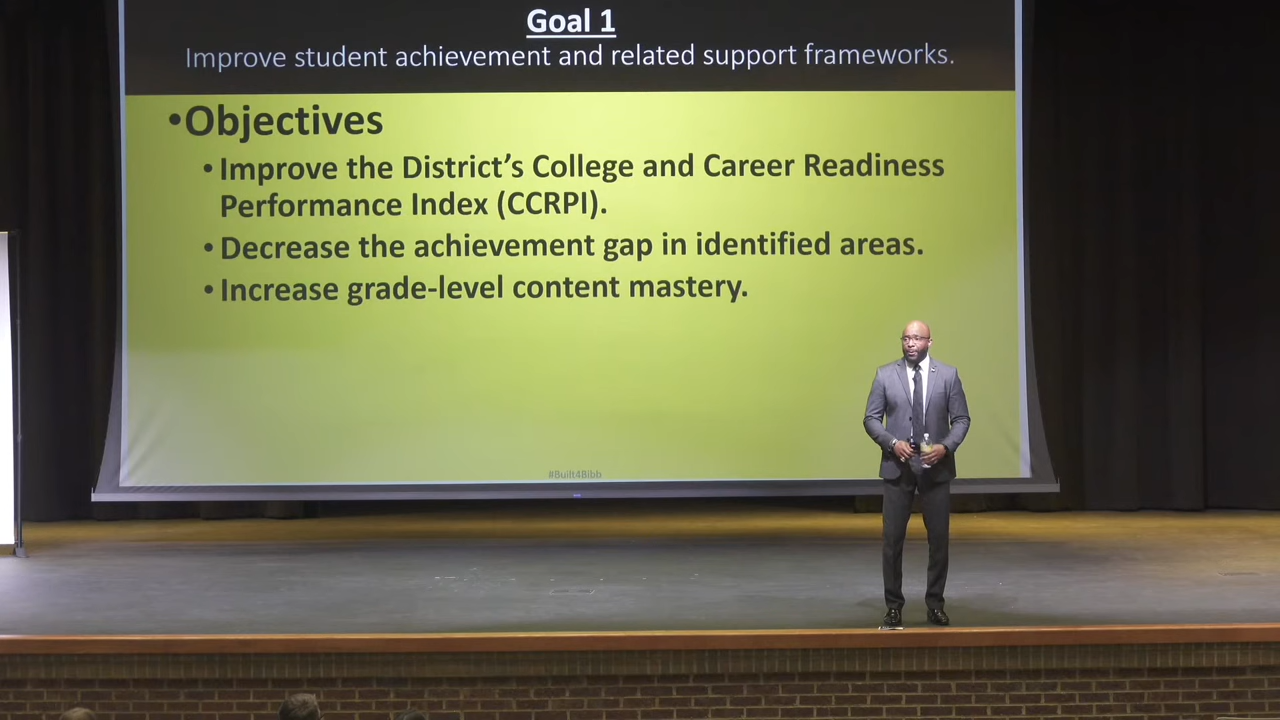 Goal 1
Improve student achievement and related support frameworks.
•Objectives
• Improve the District's College and Career Readiness
Performance Index (CCRPI).
• Decrease the achievement gap in identified areas.
• Increase grade-level content mastery.
#Built4Bibb